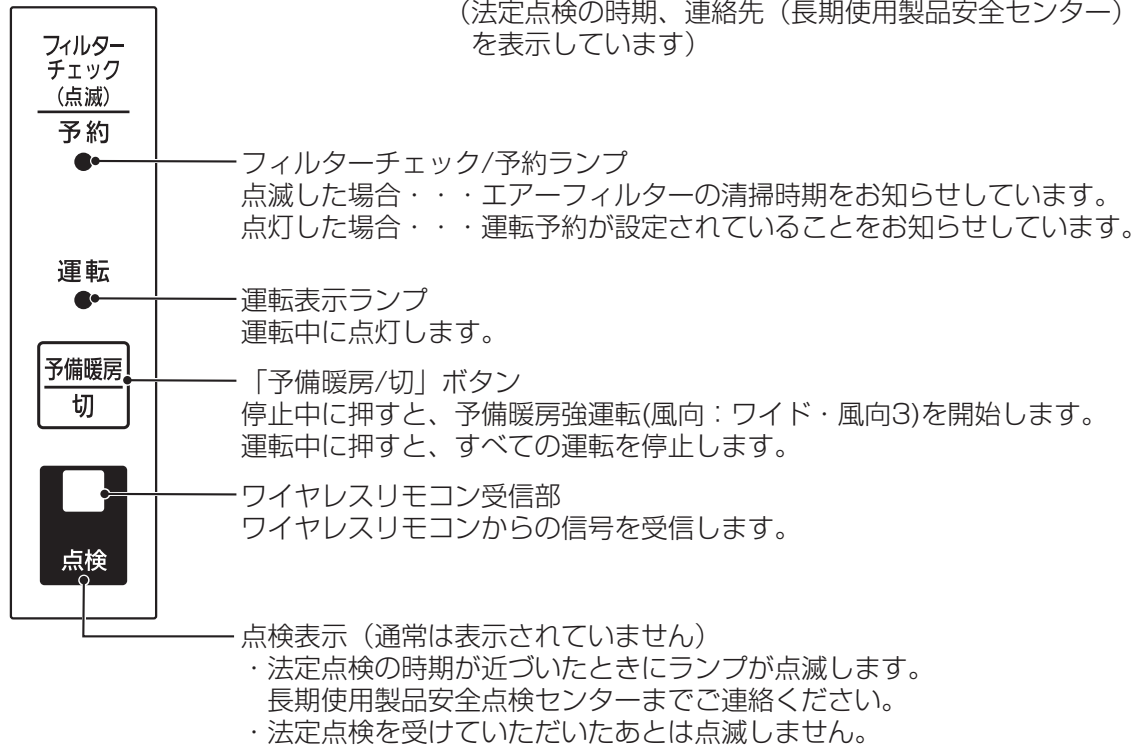 (法定点検の時期、連絡先(長期使用製品安全センター)
を表示しています)
フィルター
チェック
(点滅)
予約
フィルターチェック/予約ランプ
点滅した場合・・・エアーフィルターの清掃時期をお知らせしています。
点灯した場合・・・運転予約が設定されていることをお知らせしています。
運転
運転表示ランプ
運転中に点灯します。
予備暖房
切
「予備暖房/切」ボタン
停止中に押すと、予備暖房強運転(風向:ワイド・風向3)を開始します。
運転中に押すと、すべての運転を停止します。
ワイヤレスリモコン受信部
ワイヤレスリモコンからの信号を受信します。
点検
点検表示(通常は表示されていません)
・法定点検の時期が近づいたときにランプが点滅します。
長期使用製品安全点検センターまでご連絡ください。
・法定点検を受けていただいたあとは点滅しません。